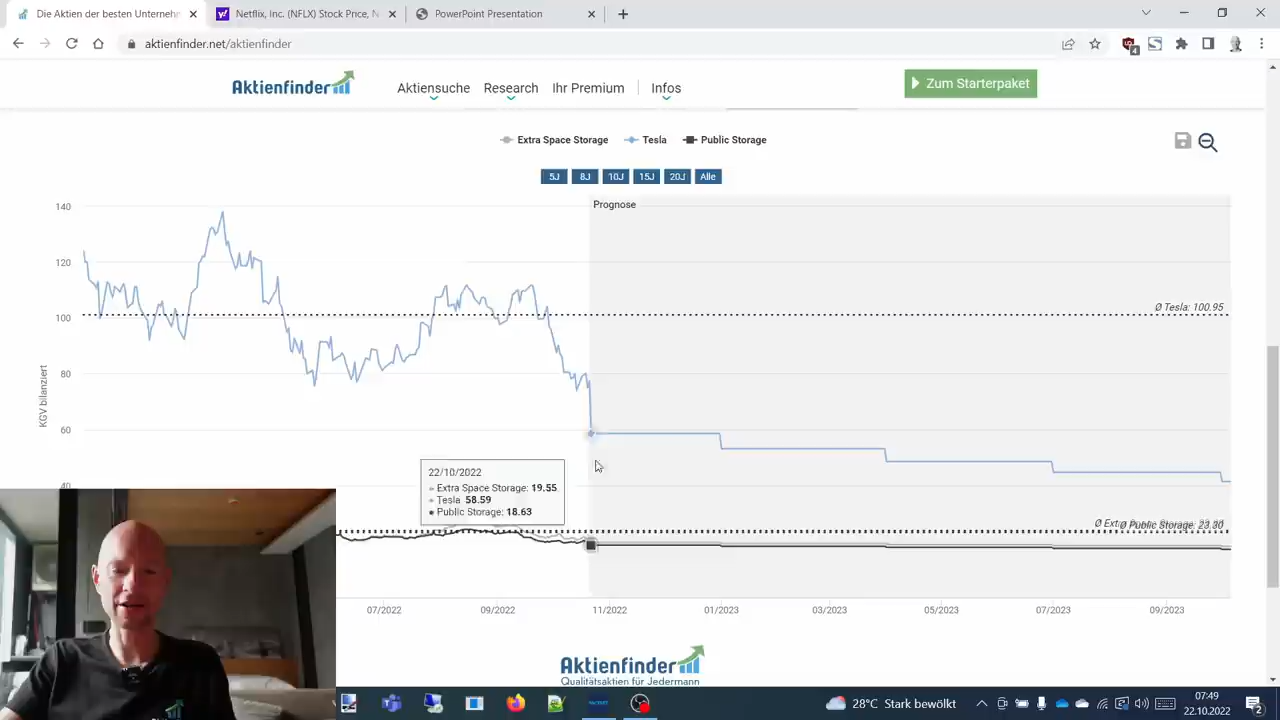 Die Aktien der besten Unterneh
Netflix, Inc. (NFLX) Stock Price, N
PowerPoint Presentation
aktienfinder.net/aktienfinder
4
Aktienfinder
Aktiensuche
Research
Ihr Premium
Infos
Zum Starterpaket
Extra Space Storage
Tesla
Public Storage
5J
8J
10J
15J
20J
Alle
Prognose
140
120
100
80
60
40
KGV bilanziert
Ø Tesla: 100.95
22/10/2022
Extra Space Storage: 19.55
Tesla 58.59
Public Storage: 18.63
Ø Public Storage: 23.30
07/2022
09/2022
11/2022
01/2023
03/2023
05/2023
07/2023
09/2023
Aktienfinder
Qualitätsaktien für Jedermann
28°C Stark bewölkt
07:49
22.10.2022
2